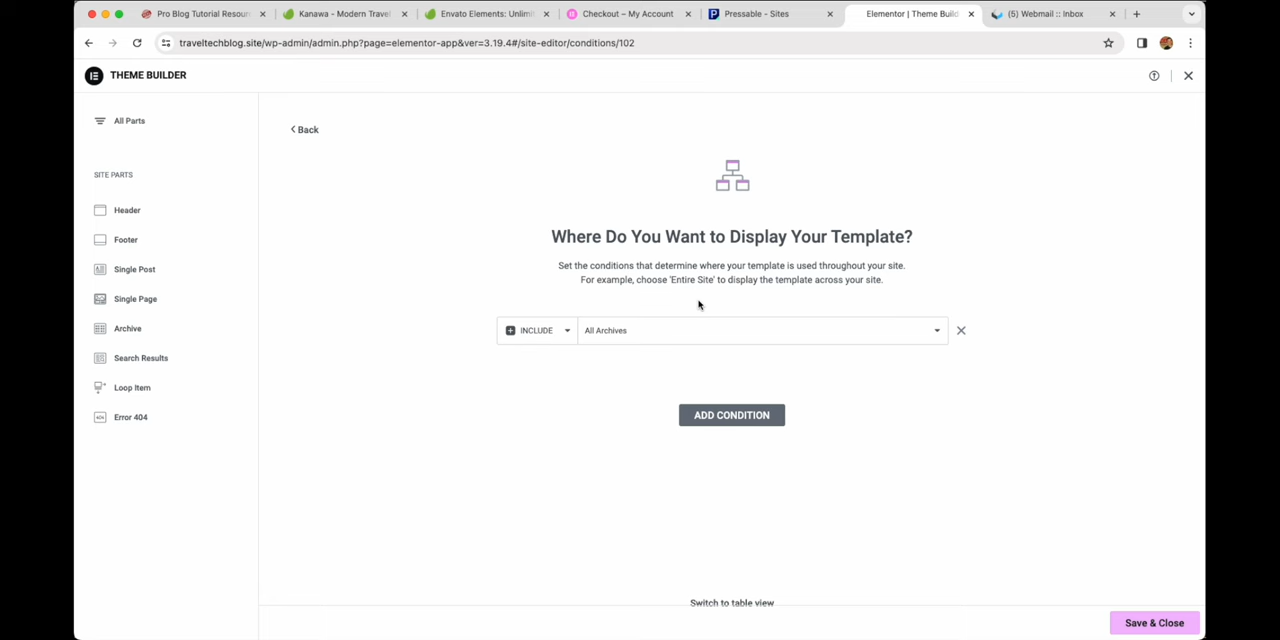 Pro Blog Tutorial Resour
Kanawa - Modern Travel
Envato Elements: Unlimi
Checkout – My Account
Pressable - Sites
Elementor | Theme Build
(5) Webmail :: Inbox
traveltechblog.site/wp-admin/admin.php?page=elementor-app&ver=3.19.4#/site-editor/conditions/102
THEME BUILDER
All Parts
SITE PARTS
Header
Footer
Single Post
Single Page
Archive
Search Results
Loop Item
Error 404
Back
Where Do You Want to Display Your Template?
Set the conditions that determine where your template is used throughout your site.
For example, choose 'Entire Site' to display the template across your site.
INCLUDE
All Archives
ADD CONDITION
Switch to table view
Save & Close